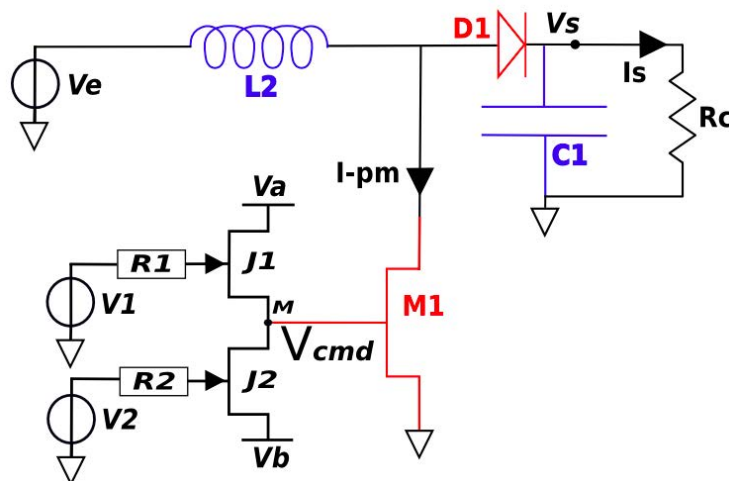 D1
Vs
Ve
L2
Is
Rc
C1
I-pm
Va
R1
J1
V1
M
M1
Vcmd
R2
J2
V2
Vb